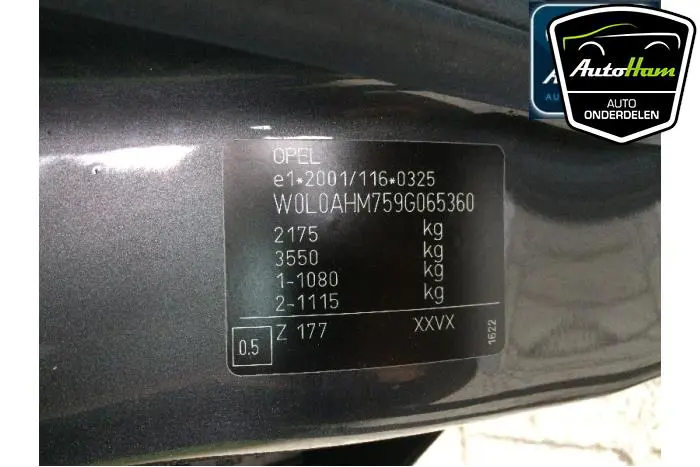 AutoHam
AUTO
ONDERDELEN
OPEL
e1*2001/116*0325
W0L0AHM759G065360
2175 kg
3550 kg
1-1080 kg
2-1115 kg
0.5 Z 177 XXVX 1622